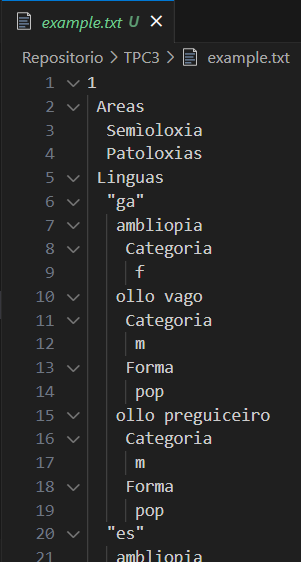 example.txt U
Repositorio > TPC3 > example.txt
1 1
2 Areas
3 Semìoloxia
4 Patoloxias
5 Linguas
6 "ga"
7 ambliopia
8 Categoria
9 f
10 ollo vago
11 Categoria
12 m
13 Forma
14 pop
15 ollo preguiceiro
16 Categoria
17 m
18 Forma
19 pop
20 "es"
21 ambliopia